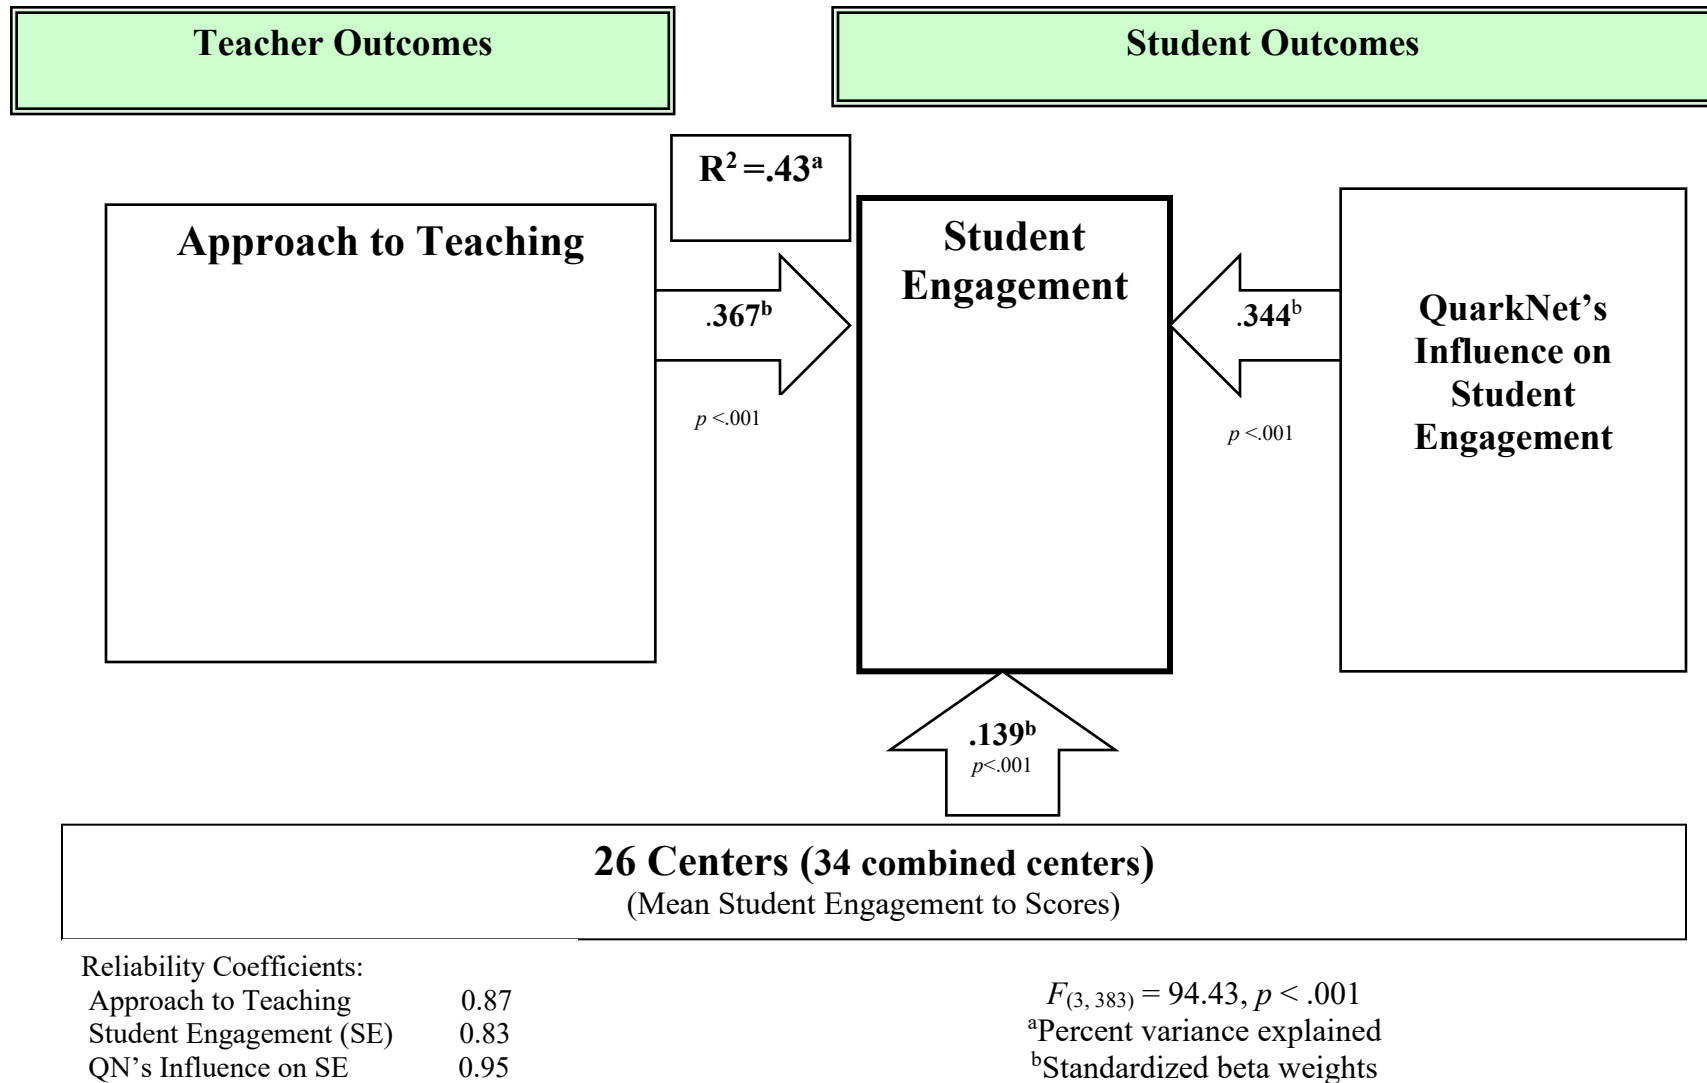 Teacher Outcomes
Student Outcomes
R² =.43ᵃ
Approach to Teaching
Student
Engagement
.367ᵇ
p <.001
.344ᵇ
p <.001
QuarkNet’s
Influence on
Student
Engagement
.139ᵇ
p<.001
26 Centers (34 combined centers)
(Mean Student Engagement to Scores)
Reliability Coefficients:
Approach to Teaching 0.87
Student Engagement (SE) 0.83
QN’s Influence on SE 0.95
F(3, 383) = 94.43, p < .001
ᵃPercent variance explained
ᵇStandardized beta weights